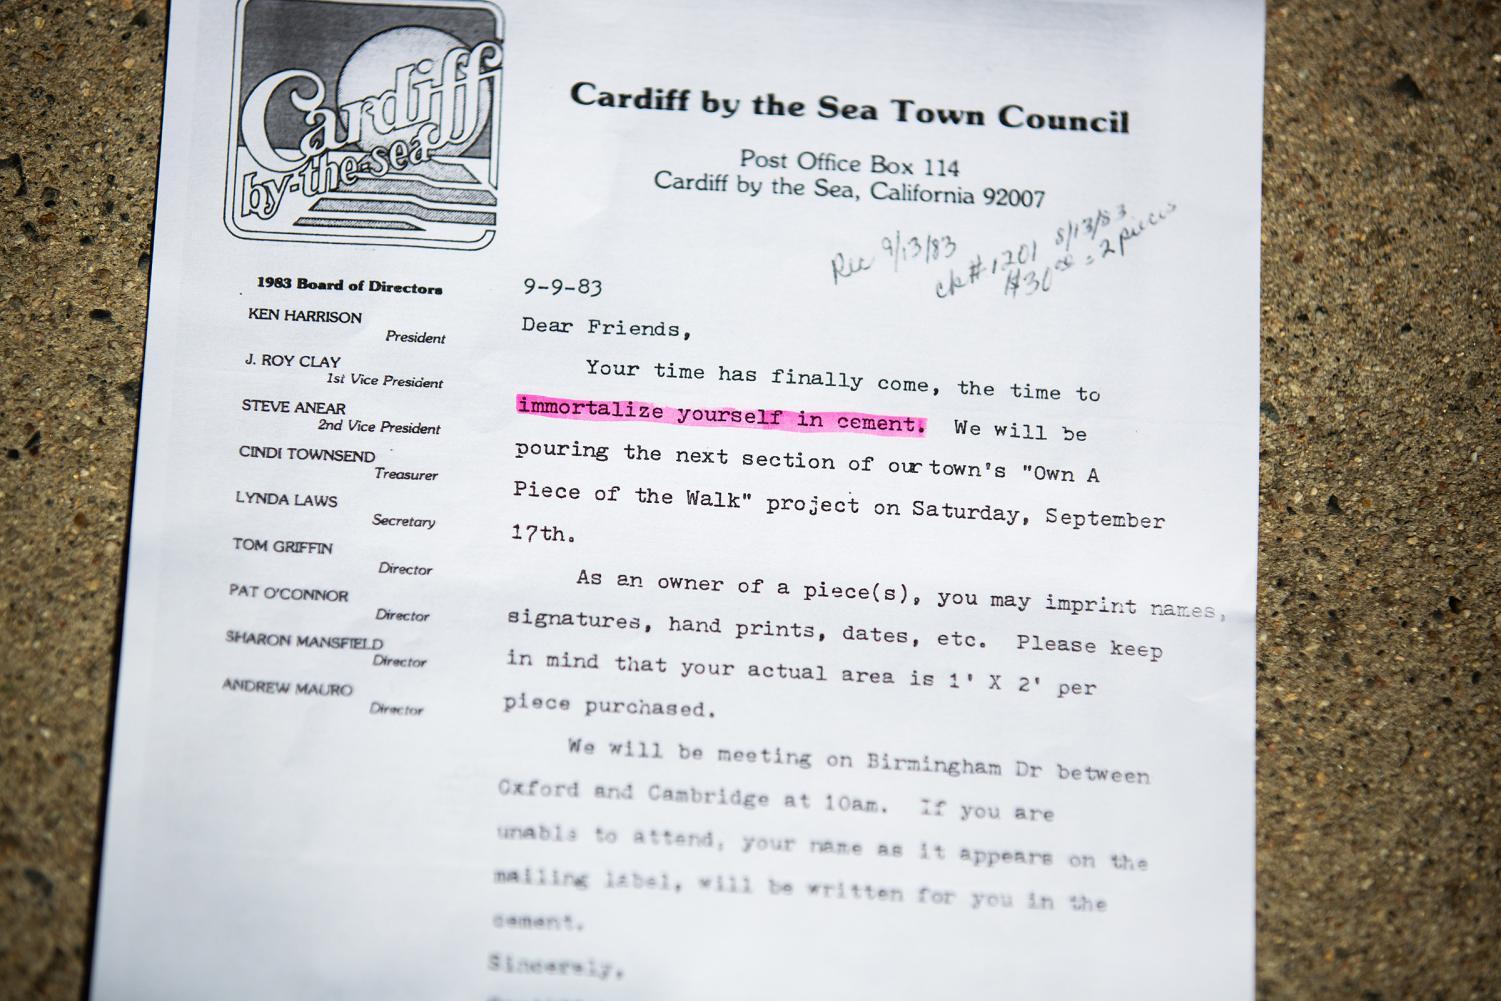 Cardiff
by-the-sea
Cardiff by the Sea Town Council
Post Office Box 114
Cardiff by the Sea, California 92007
Rec 9/13/83
ck# 1201 8/13/83
$30 = 2 pieces
1983 Board of Directors
KEN HARRISON
President
J. ROY CLAY
1st Vice President
STEVE ANEAR
2nd Vice President
CINDI TOWNSEND
Treasurer
LYNDA LAWS
Secretary
TOM GRIFFIN
Director
PAT O'CONNOR
Director
SHARON MANSFIELD
Director
ANDREW MAURO
Director
9-9-83
Dear Friends,
Your time has finally come, the time to
immortalize yourself in cement. We will be
pouring the next section of our town's "Own A
Piece of the Walk" project on Saturday, September
17th.
As an owner of a piece(s), you may imprint names,
signatures, hand prints, dates, etc. Please keep
in mind that your actual area is 1' X 2' per
piece purchased.
We will be meeting on Birmingham Dr between
Oxford and Cambridge at 10am. If you are
unable to attend, your name as it appears on the
mailing label, will be written for you in the
cement.
Sincerely,